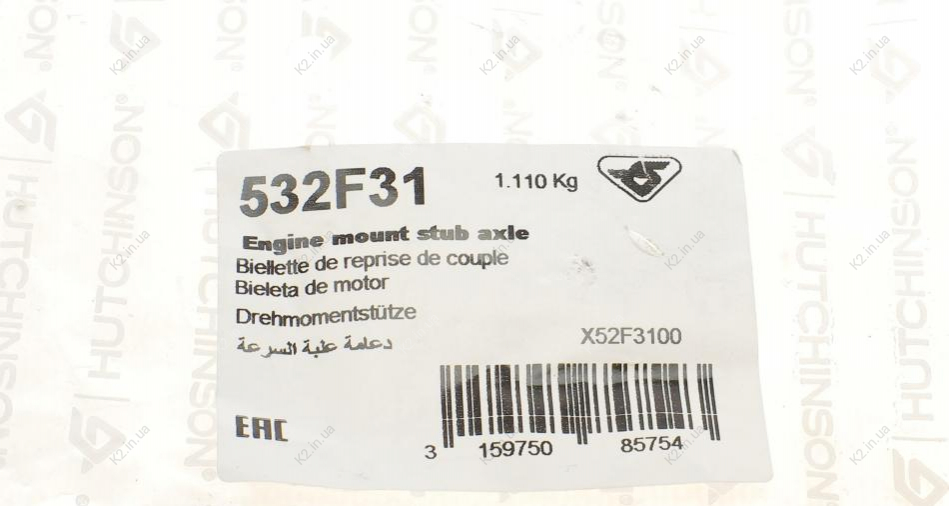 532F31
1.110 Kg
Engine mount stub axle
Biellette de reprise de couple
Bieleta de motor
Drehmomentstütze
دعامة علبة السرعة
X52F3100
EAC
3 159750 85754
HUTCHINSON®
K2.in.ua